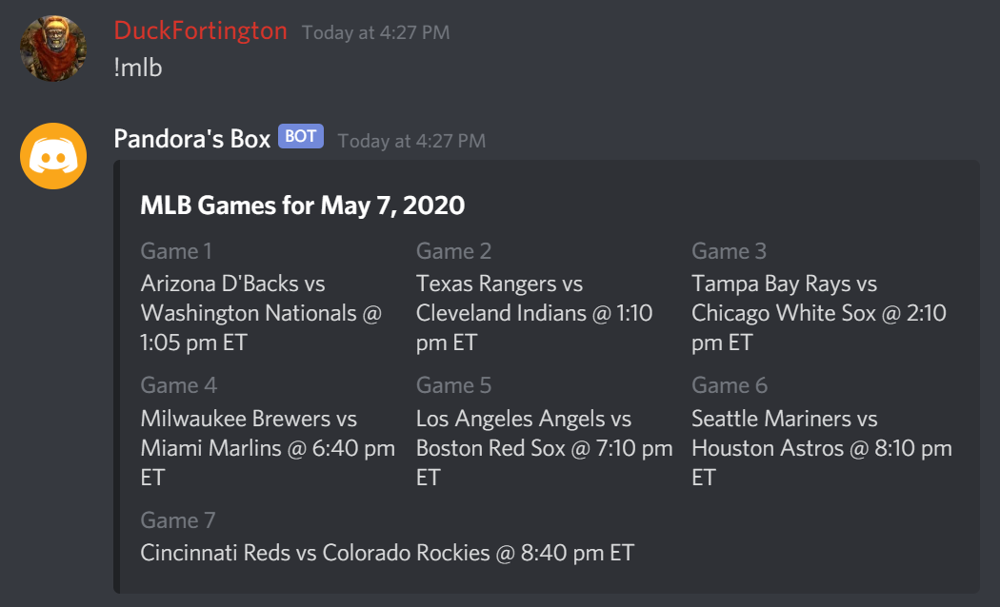 DuckFortington Today at 4:27 PM
!mlb
Pandora's Box BOT Today at 4:27 PM
MLB Games for May 7, 2020
Game 1
Arizona D'Backs vs
Washington Nationals @
1:05 pm ET
Game 2
Texas Rangers vs
Cleveland Indians @ 1:10
pm ET
Game 3
Tampa Bay Rays vs
Chicago White Sox @ 2:10
pm ET
Game 4
Milwaukee Brewers vs
Miami Marlins @ 6:40 pm
ET
Game 5
Los Angeles Angels vs
Boston Red Sox @ 7:10 pm
ET
Game 6
Seattle Mariners vs
Houston Astros @ 8:10 pm
ET
Game 7
Cincinnati Reds vs Colorado Rockies @ 8:40 pm ET